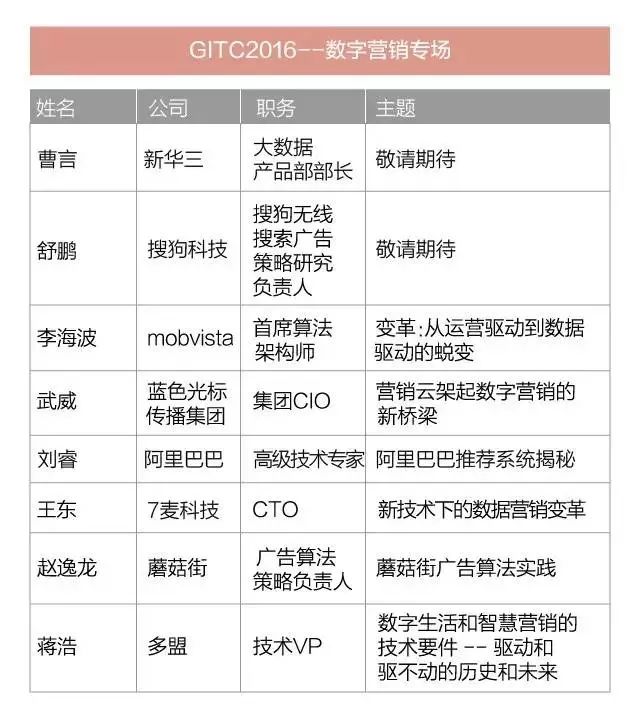 GITC2016--数字营销专场
姓名 公司 职务 主题
曹言 新华三 大数据
产品部部长 敬请期待
舒鹏 搜狗科技 搜狗无线
搜索广告
策略研究
负责人 敬请期待
李海波 mobvista 首席算法
架构师 变革:从运营驱动到数据
驱动的蜕变
武威 蓝色光标
传播集团 集团CIO 营销云架起数字营销的
新桥梁
刘睿 阿里巴巴 高级技术专家 阿里巴巴推荐系统揭秘
王东 7麦科技 CTO 新技术下的数据营销变革
赵逸龙 蘑菇街 广告算法
策略负责人 蘑菇街广告算法实践
蒋浩 多盟 技术VP 数字生活和智慧营销的
技术要件 -- 驱动和
驱不动的历史和未来